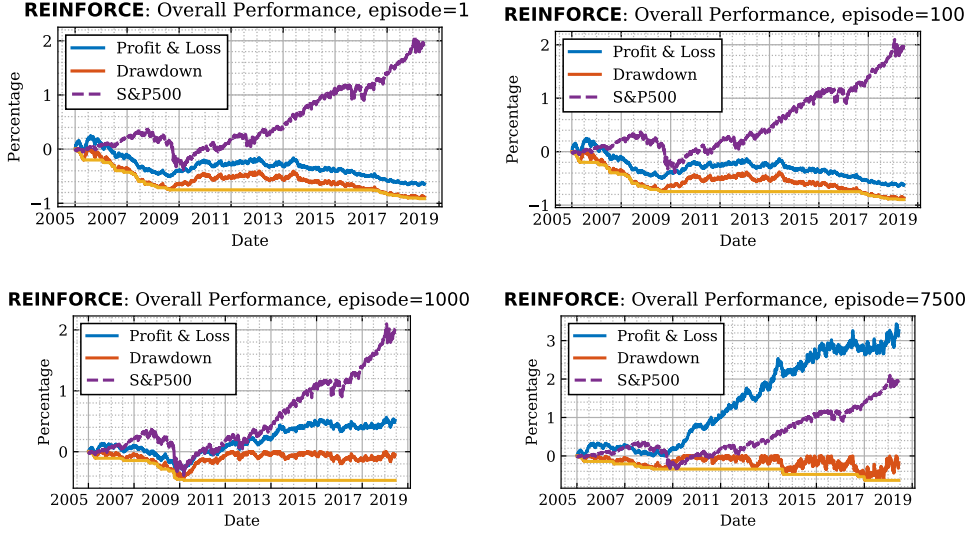 REINFORCE: Overall Performance, episode=1
2
1
0
−1
Percentage
Profit & Loss
Drawdown
S&P500
2005 2007 2009 2011 2013 2015 2017 2019
Date
REINFORCE: Overall Performance, episode=100
2
1
0
−1
Percentage
Profit & Loss
Drawdown
S&P500
2005 2007 2009 2011 2013 2015 2017 2019
Date
REINFORCE: Overall Performance, episode=1000
2
1
0
Percentage
Profit & Loss
Drawdown
S&P500
2005 2007 2009 2011 2013 2015 2017 2019
Date
REINFORCE: Overall Performance, episode=7500
3
2
1
0
Percentage
Profit & Loss
Drawdown
S&P500
2005 2007 2009 2011 2013 2015 2017 2019
Date